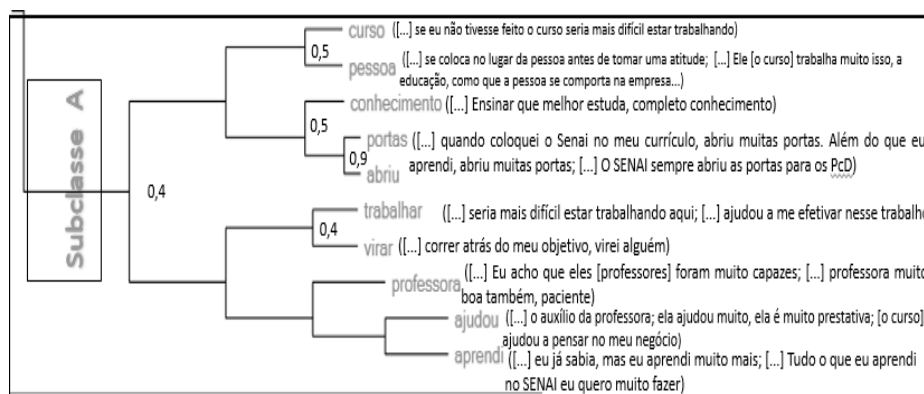 curso ([...] se eu não tivesse feito o curso seria mais difícil estar trabalhando)
0,5
pessoa ([...] se coloca no lugar da pessoa antes de tomar uma atitude; [...] Ele [o curso] trabalha muito isso, a
educação, como que a pessoa se comporta na empresa...)
conhecimento ([...] Ensinar que melhor estuda, completo conhecimento)
0,5
portas ([...] quando coloquei o Senai no meu currículo, abriu muitas portas. Além do que eu
0,9
abriu aprendi, abriu muitas portas; [...] O SENAI sempre abriu as portas para os PcD)
Subclasse A
0,4
trabalhar ([...] seria mais difícil estar trabalhando aqui; [...] ajudou a me efetivar nesse trabalho
0,4
virar ([...] correr atrás do meu objetivo, virei alguém)
professora ([...] Eu acho que eles [professores] foram muito capazes; [...] professora muito
boa também, paciente)
ajudou ([...] o auxílio da professora; ela ajudou muito, ela é muito prestativa; [o curso]
ajudou a pensar no meu negócio)
aprendi ([...] eu já sabia, mas eu aprendi muito mais; [...] Tudo o que eu aprendi
no SENAI eu quero muito fazer)